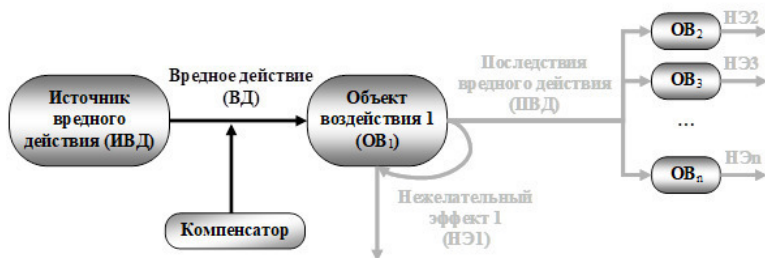 Источник
вредного
действия (ИВД)
Вредное действие
(ВД)
Компенсатор
Объект
воздействия 1
(ОВ1)
Последствия
вредного действия
(ПВД)
Нежелательный
эффект 1
(НЭ1)
ОВ2
НЭ2
ОВ3
НЭ3
...
ОВn
НЭn